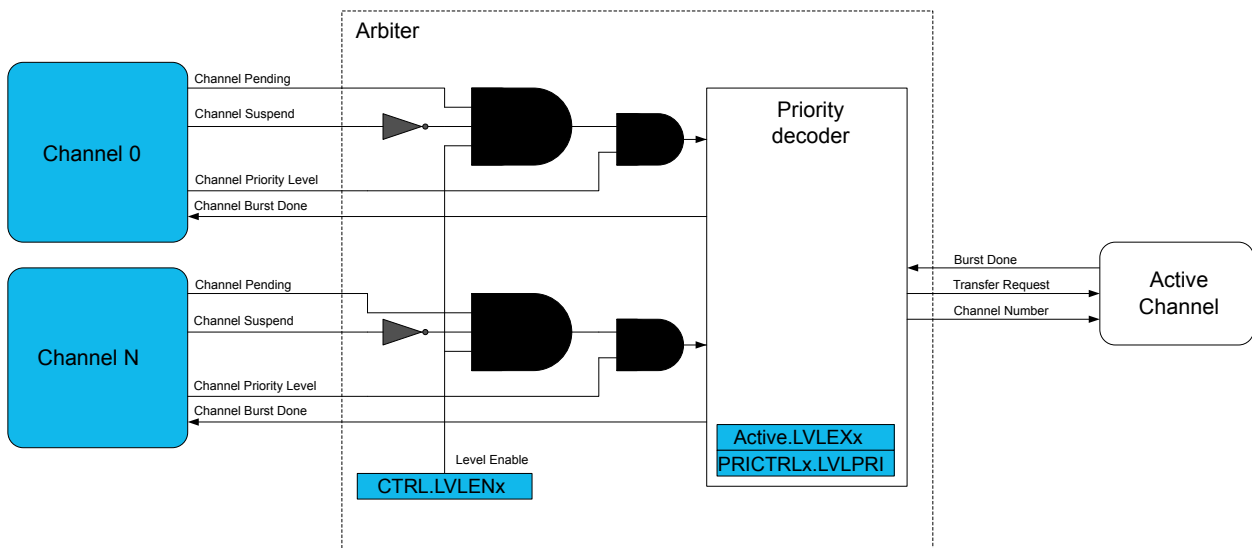 Arbiter
Channel Pending
Channel Suspend
Channel 0
Channel Priority Level
Channel Burst Done
Priority
decoder
Burst Done
Transfer Request
Channel Number
Active
Channel
Channel Pending
Channel Suspend
Channel N
Channel Priority Level
Channel Burst Done
Level Enable
CTRL.LVLENx
Active.LVLEXx
PRICTRLx.LVLPRI